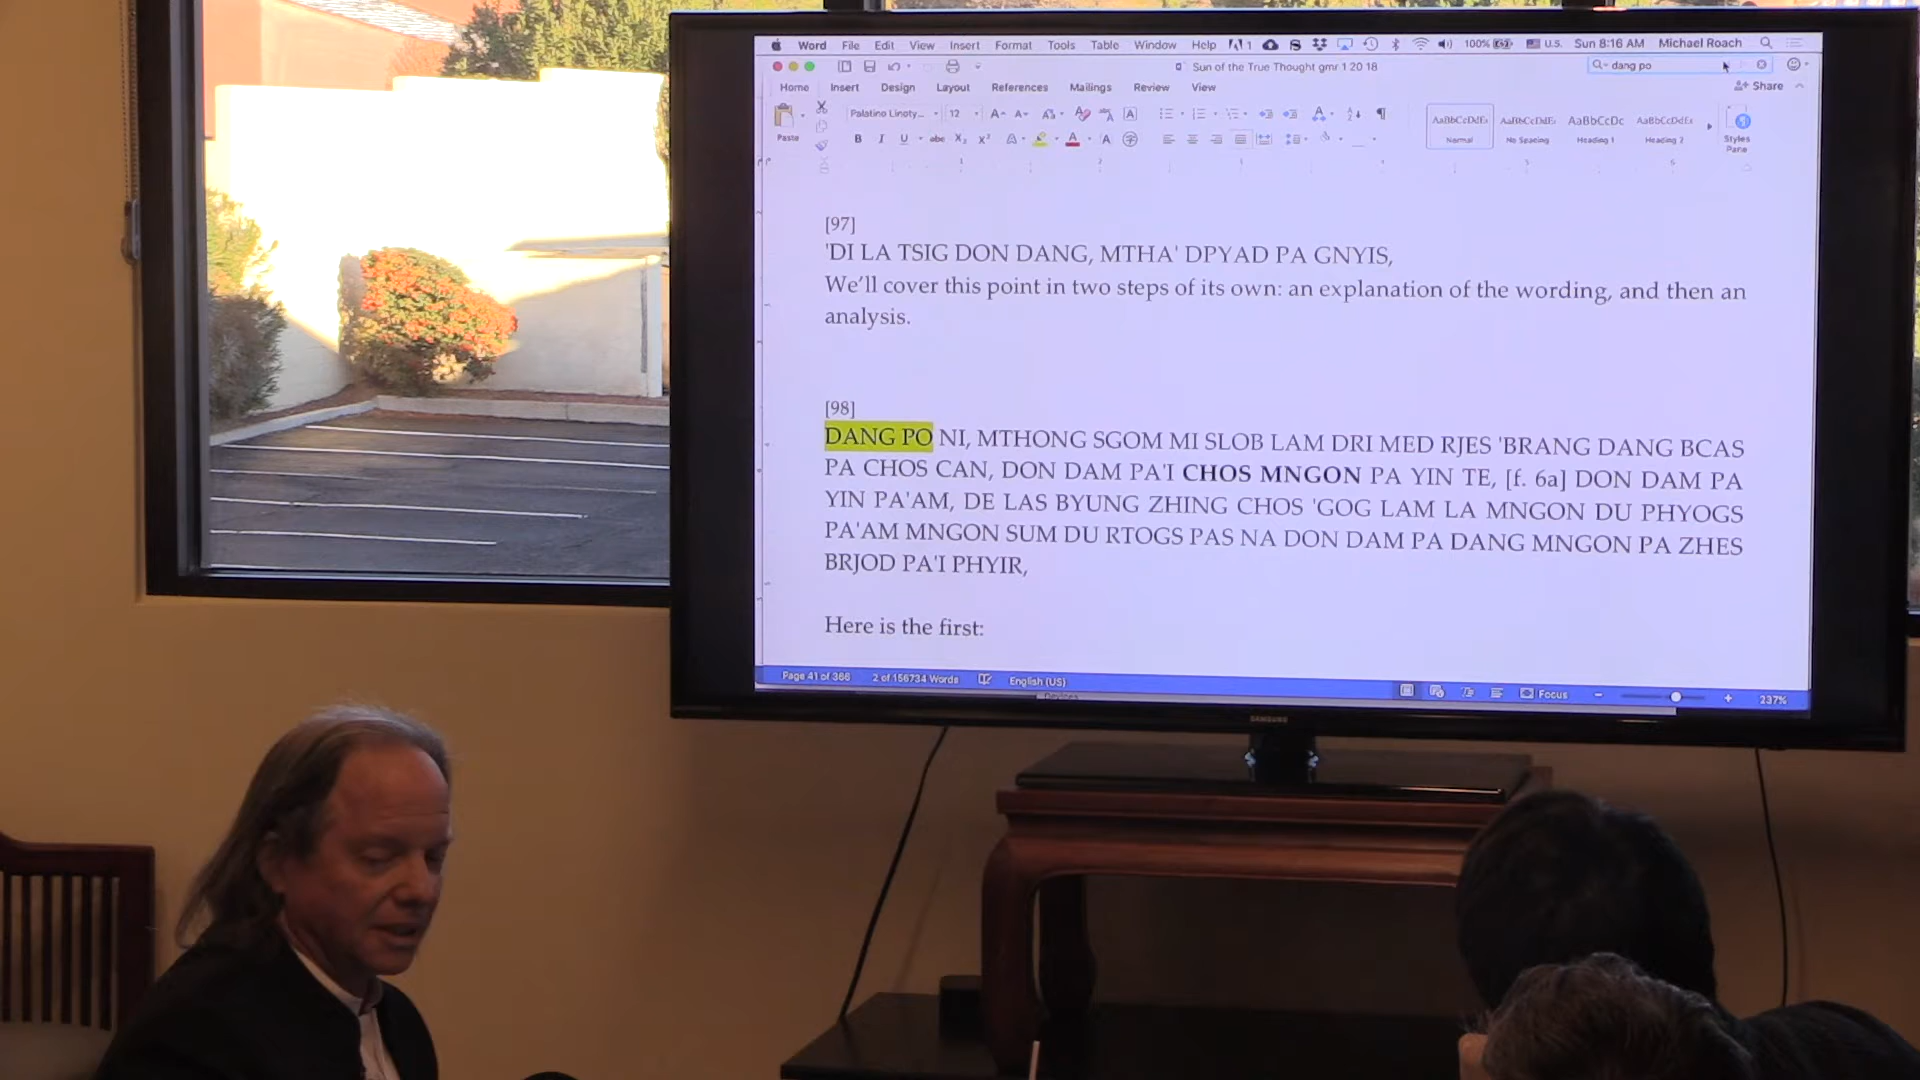 Word File Edit View Insert Format Tools Table Window Help 1 100% U.S. Sun 8:16 AM Michael Roach
Sun of the True Thought gmr 1 20 18
dang po
Home Insert Design Layout References Mailings Review View Share
Palatino Linoty... 12
AaBbCcDdEe AaBbCcDdEe AaBbCcDc AaBbCcDdEe
Paste
B I U abc X₂ X² A A A
Normal No Spacing Heading 1 Heading 2 Styles Pane
[97]
'DI LA TSIG DON DANG, MTHA' DPYAD PA GNYIS,
We'll cover this point in two steps of its own: an explanation of the wording, and then an
analysis.
[98]
DANG PO NI, MTHONG SGOM MI SLOB LAM DRI MED RJES 'BRANG DANG BCAS
PA CHOS CAN, DON DAM PA'I CHOS MNGON PA YIN TE, [f. 6a] DON DAM PA
YIN PA'AM, DE LAS BYUNG ZHING CHOS 'GOG LAM LA MNGON DU PHYOGS
PA'AM MNGON SUM DU RTOGS PAS NA DON DAM PA DANG MNGON PA ZHES
BRJOD PA'I PHYIR,
Here is the first:
Page 41 of 366 2 of 156734 Words English (US) Focus 237%
SAMSUNG